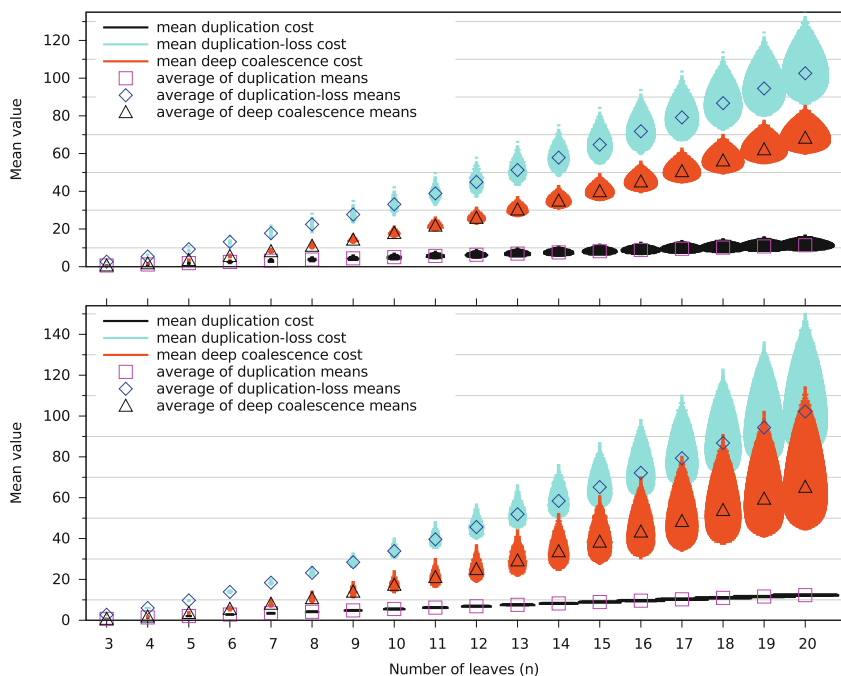 mean duplication cost
mean duplication-loss cost
mean deep coalescence cost
average of duplication means
average of duplication-loss means
average of deep coalescence means
Mean value
120
100
80
60
40
20
0
mean duplication cost
mean duplication-loss cost
mean deep coalescence cost
average of duplication means
average of duplication-loss means
average of deep coalescence means
Mean value
140
120
100
80
60
40
20
0
3 4 5 6 7 8 9 10 11 12 13 14 15 16 17 18 19 20
Number of leaves (n)